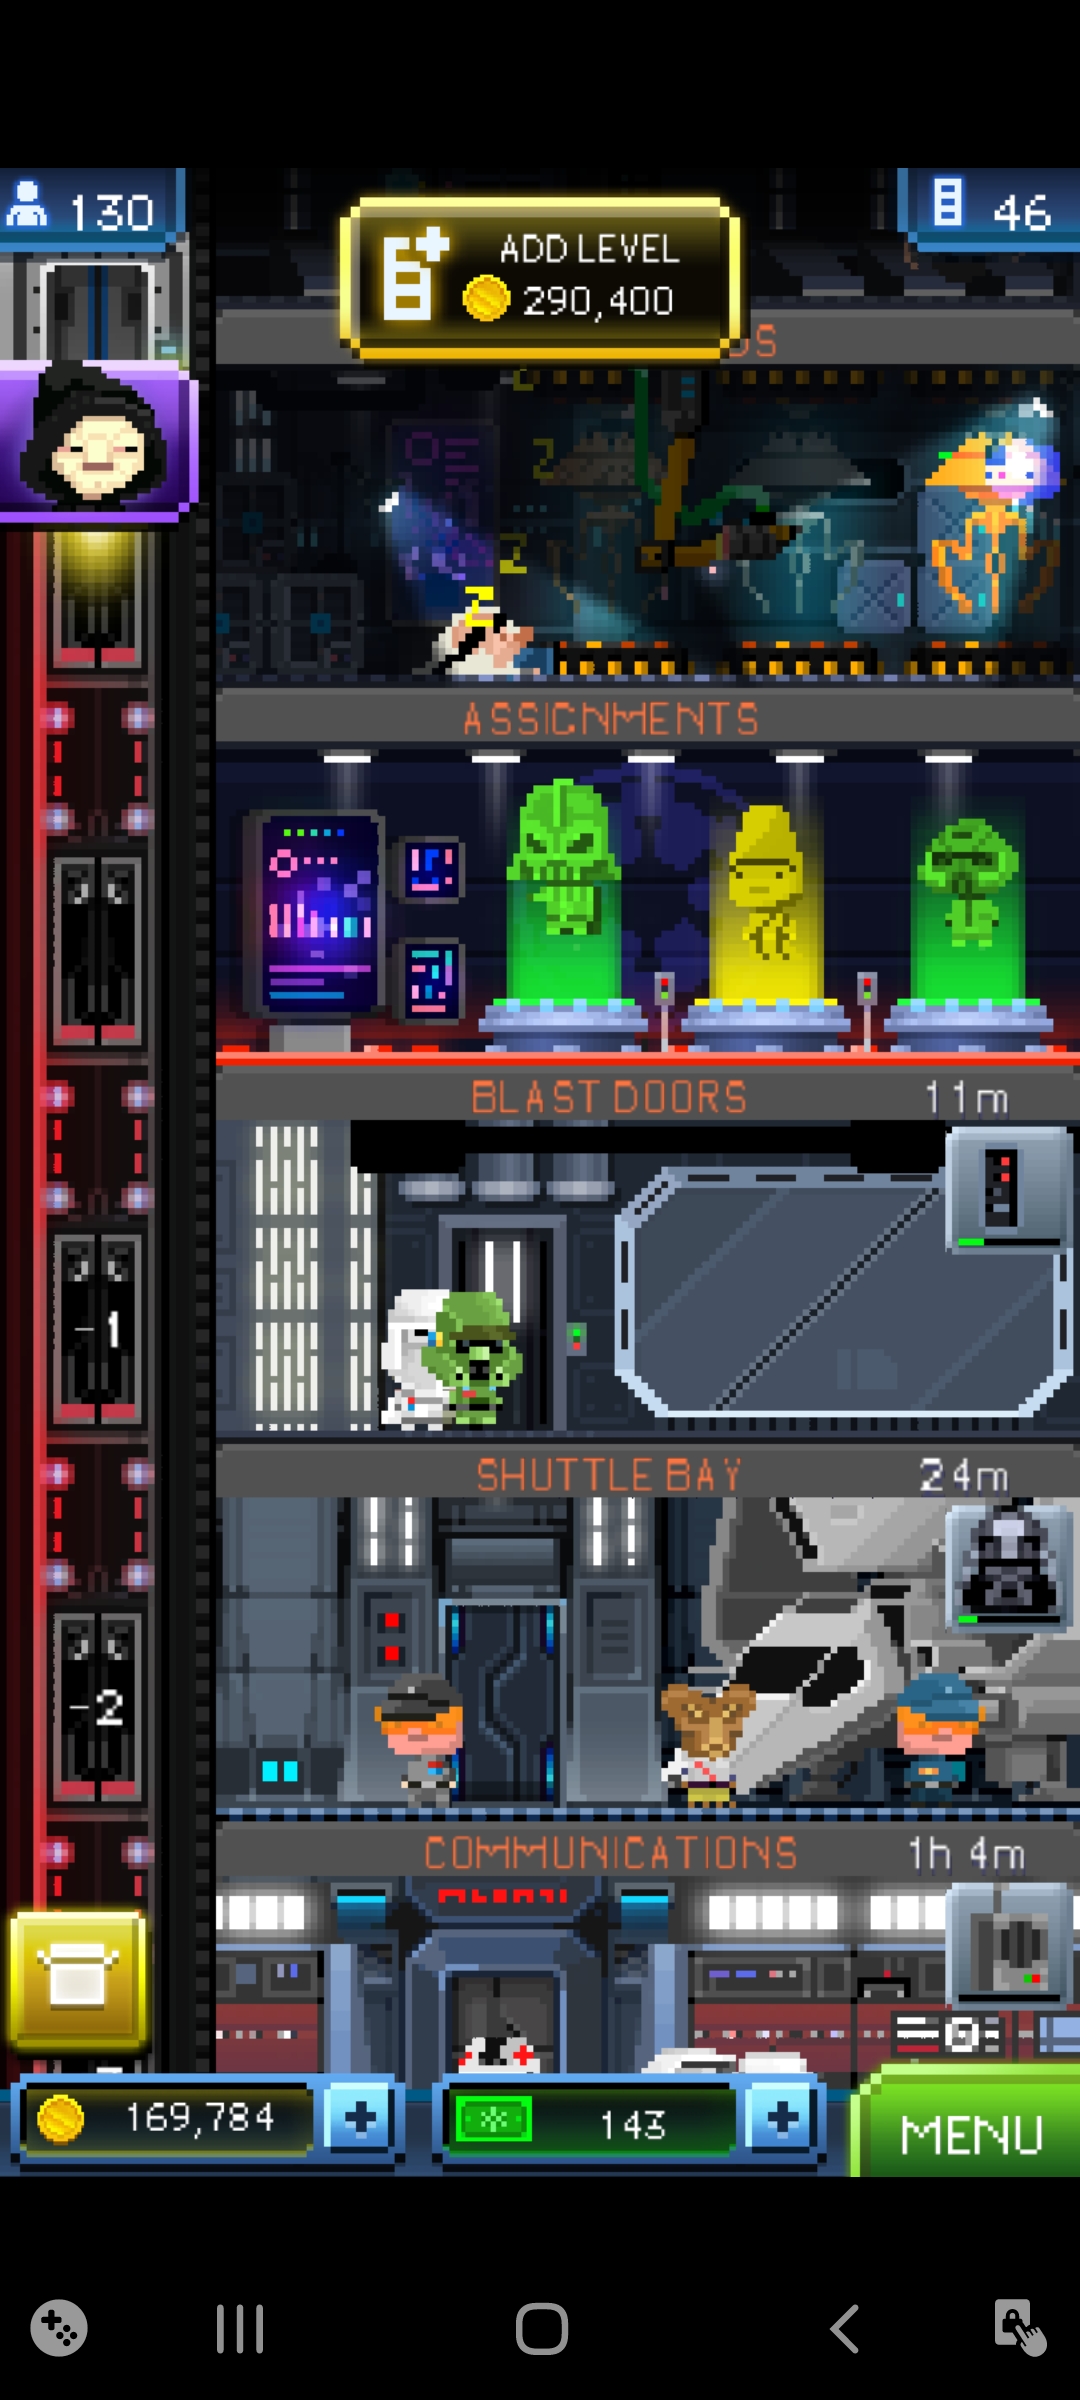 130
46
ADD LEVEL
290,400
ASSIGNMENTS
BLAST DOORS 11m
-1
SHUTTLE BAY 24m
-2
COMMUNICATIONS 1h 4m
169,784
143
MENU